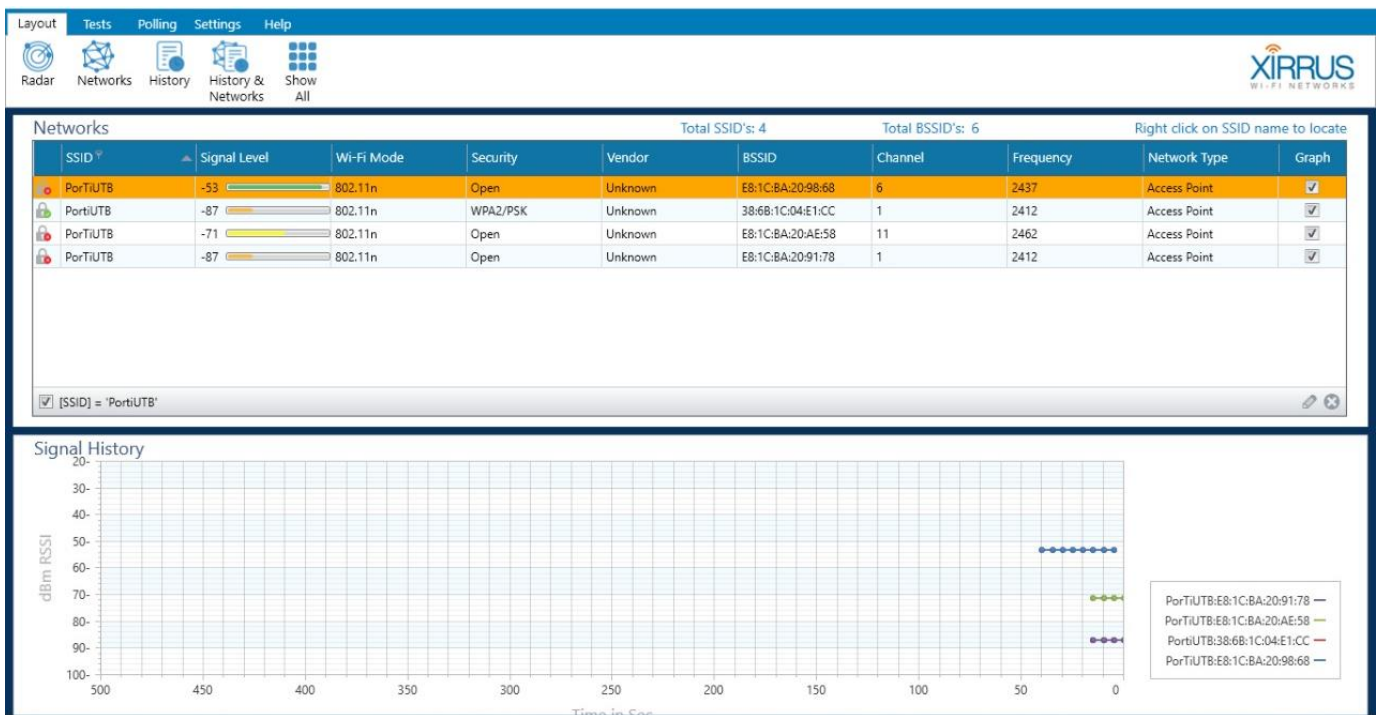 Layout Tests Polling Settings Help
Radar Networks History History & Networks Show All
XIRRUS
WI-FI NETWORKS
Networks Total SSID's: 4 Total BSSID's: 6 Right click on SSID name to locate
SSID Signal Level Wi-Fi Mode Security Vendor BSSID Channel Frequency Network Type Graph
PorTiUTB -53 802.11n Open Unknown E8:1C:BA:20:98:68 6 2437 Access Point
PortiUTB -87 802.11n WPA2/PSK Unknown 38:6B:1C:04:E1:CC 1 2412 Access Point
PorTiUTB -71 802.11n Open Unknown E8:1C:BA:20:AE:58 11 2462 Access Point
PorTiUTB -87 802.11n Open Unknown E8:1C:BA:20:91:78 1 2412 Access Point
[SSID] = 'PortiUTB'
Signal History
20-
30-
40-
50-
60-
70-
80-
90-
100-
dBm RSSI
PorTiUTB:E8:1C:BA:20:91:78
PorTiUTB:E8:1C:BA:20:AE:58
PortiUTB:38:6B:1C:04:E1:CC
PorTiUTB:E8:1C:BA:20:98:68
500 450 400 350 300 250 200 150 100 50 0
Time in Sec